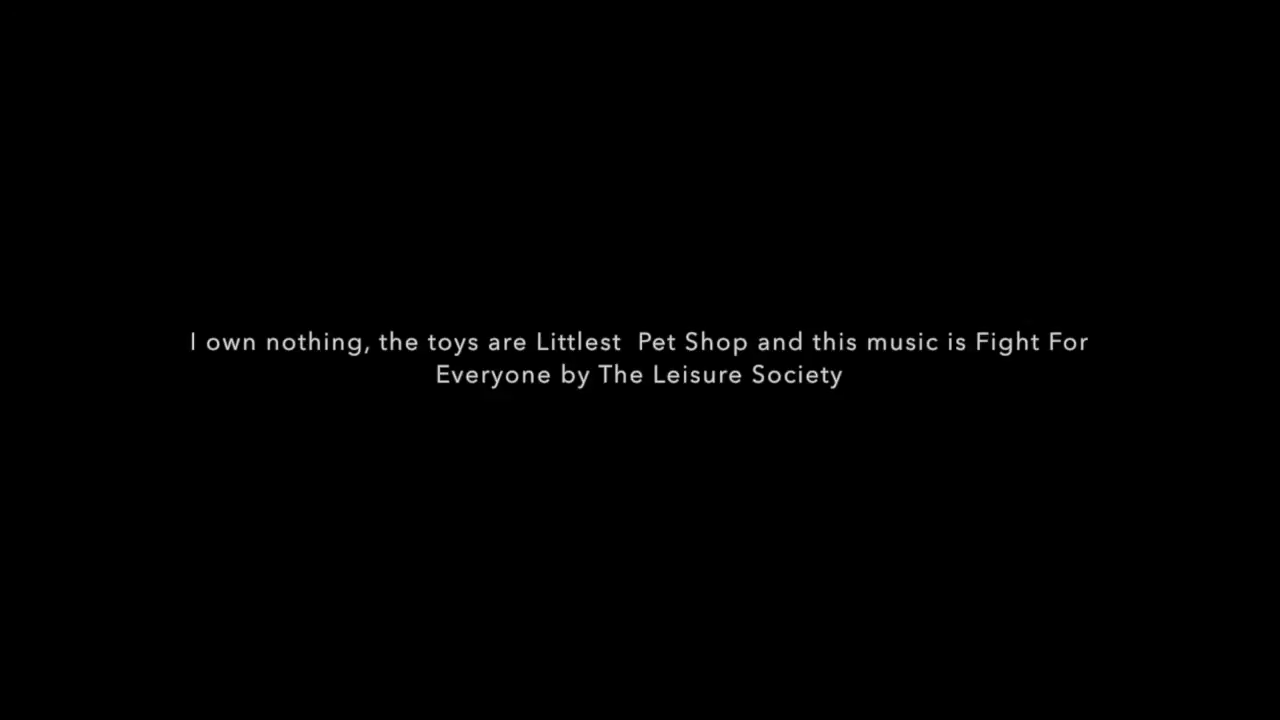 I own nothing, the toys are Littlest  Pet Shop and this music is Fight For
Everyone by The Leisure Society